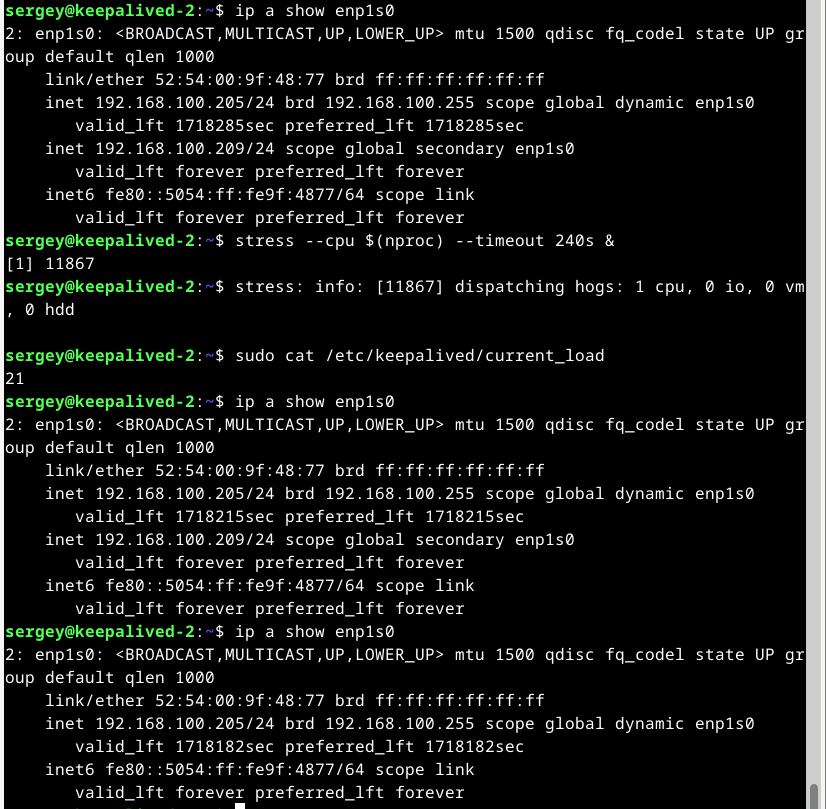 sergey@keepalived-2:~$ ip a show enp1s0
2: enp1s0: <BROADCAST,MULTICAST,UP,LOWER_UP> mtu 1500 qdisc fq_codel state UP gr
oup default qlen 1000
    link/ether 52:54:00:9f:48:77 brd ff:ff:ff:ff:ff:ff
    inet 192.168.100.205/24 brd 192.168.100.255 scope global dynamic enp1s0
       valid_lft 1718285sec preferred_lft 1718285sec
    inet 192.168.100.209/24 scope global secondary enp1s0
       valid_lft forever preferred_lft forever
    inet6 fe80::5054:ff:fe9f:4877/64 scope link
       valid_lft forever preferred_lft forever
sergey@keepalived-2:~$ stress --cpu $(nproc) --timeout 240s &
[1] 11867
sergey@keepalived-2:~$ stress: info: [11867] dispatching hogs: 1 cpu, 0 io, 0 vm
, 0 hdd
sergey@keepalived-2:~$ sudo cat /etc/keepalived/current_load
21
sergey@keepalived-2:~$ ip a show enp1s0
2: enp1s0: <BROADCAST,MULTICAST,UP,LOWER_UP> mtu 1500 qdisc fq_codel state UP gr
oup default qlen 1000
    link/ether 52:54:00:9f:48:77 brd ff:ff:ff:ff:ff:ff
    inet 192.168.100.205/24 brd 192.168.100.255 scope global dynamic enp1s0
       valid_lft 1718215sec preferred_lft 1718215sec
    inet 192.168.100.209/24 scope global secondary enp1s0
       valid_lft forever preferred_lft forever
    inet6 fe80::5054:ff:fe9f:4877/64 scope link
       valid_lft forever preferred_lft forever
sergey@keepalived-2:~$ ip a show enp1s0
2: enp1s0: <BROADCAST,MULTICAST,UP,LOWER_UP> mtu 1500 qdisc fq_codel state UP gr
oup default qlen 1000
    link/ether 52:54:00:9f:48:77 brd ff:ff:ff:ff:ff:ff
    inet 192.168.100.205/24 brd 192.168.100.255 scope global dynamic enp1s0
       valid_lft 1718182sec preferred_lft 1718182sec
    inet6 fe80::5054:ff:fe9f:4877/64 scope link
       valid_lft forever preferred_lft forever